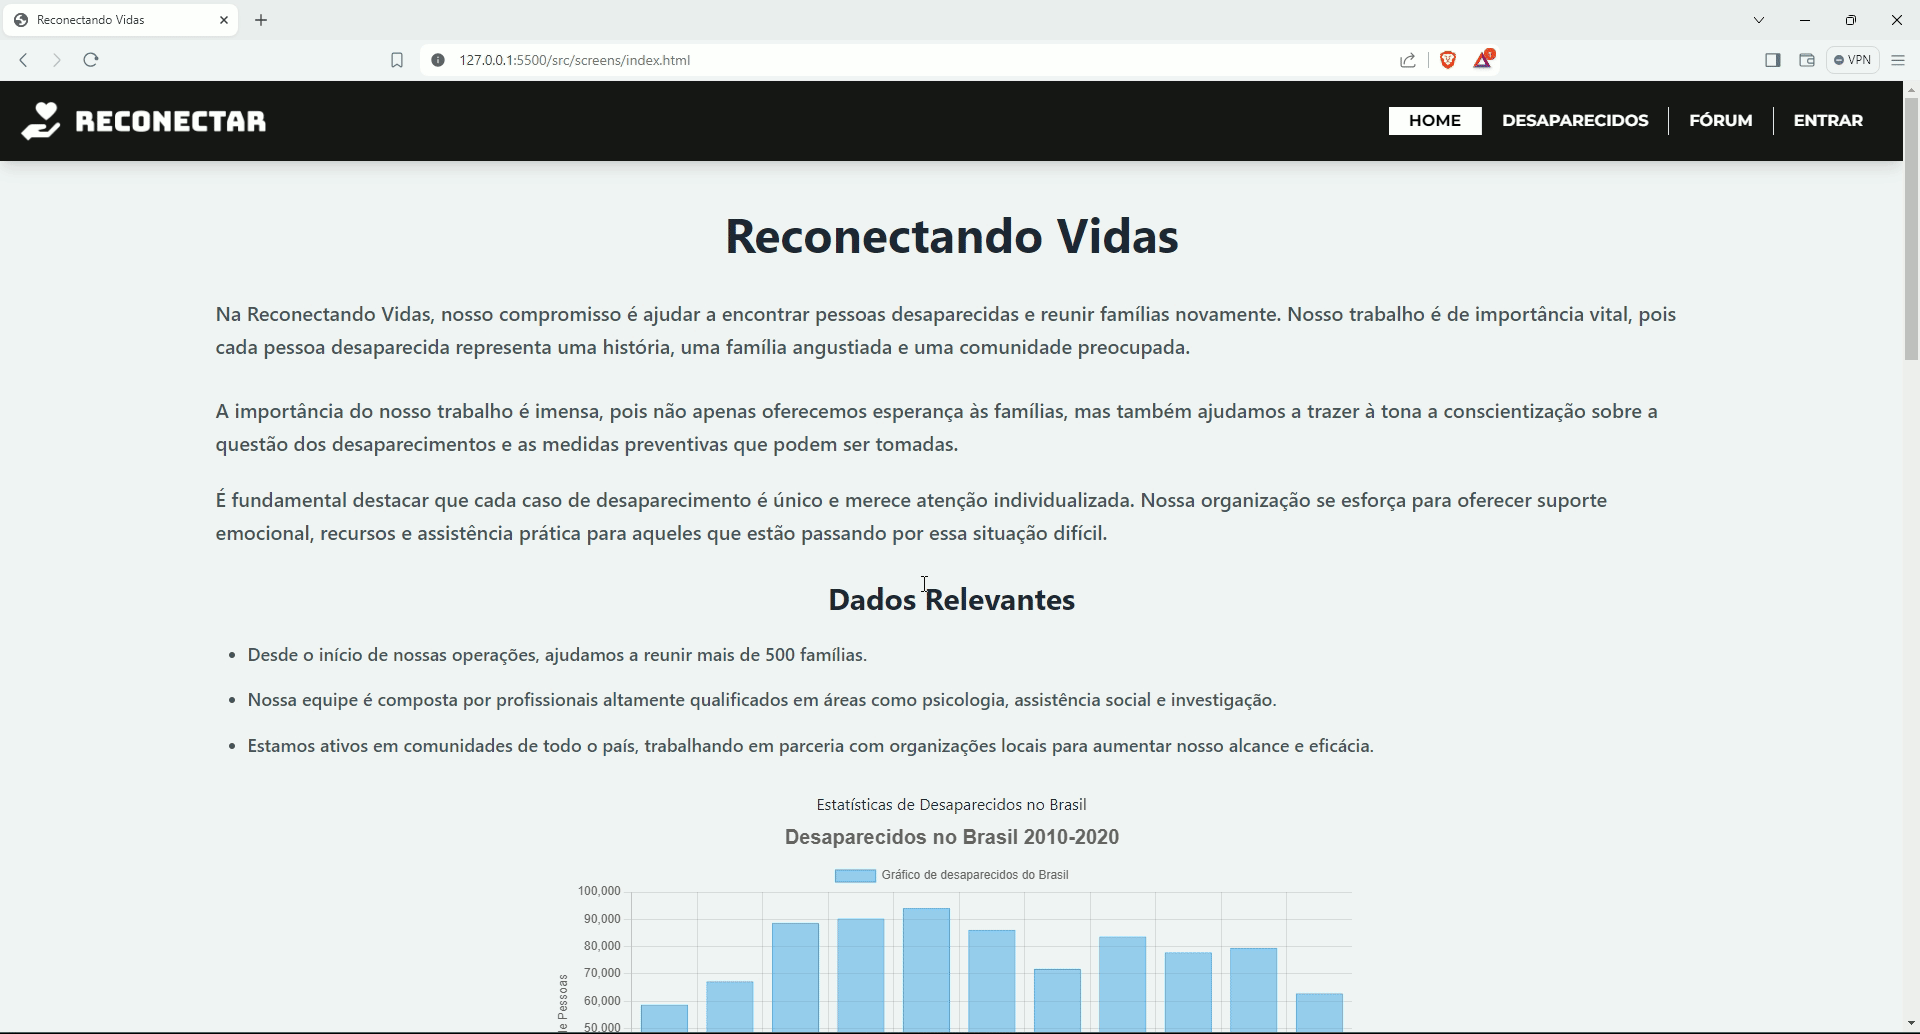 Reconectando Vidas
127.0.0.1:5500/src/screens/index.html
1
VPN
RECONECTAR
HOME
DESAPARECIDOS
FÓRUM
ENTRAR
Reconectando Vidas
Na Reconectando Vidas, nosso compromisso é ajudar a encontrar pessoas desaparecidas e reunir famílias novamente. Nosso trabalho é de importância vital, pois
cada pessoa desaparecida representa uma história, uma família angustiada e uma comunidade preocupada.
A importância do nosso trabalho é imensa, pois não apenas oferecemos esperança às famílias, mas também ajudamos a trazer à tona a conscientização sobre a
questão dos desaparecimentos e as medidas preventivas que podem ser tomadas.
É fundamental destacar que cada caso de desaparecimento é único e merece atenção individualizada. Nossa organização se esforça para oferecer suporte
emocional, recursos e assistência prática para aqueles que estão passando por essa situação difícil.
Dados Relevantes
• Desde o início de nossas operações, ajudamos a reunir mais de 500 famílias.
• Nossa equipe é composta por profissionais altamente qualificados em áreas como psicologia, assistência social e investigação.
• Estamos ativos em comunidades de todo o país, trabalhando em parceria com organizações locais para aumentar nosso alcance e eficácia.
Estatísticas de Desaparecidos no Brasil
Desaparecidos no Brasil 2010-2020
Gráfico de desaparecidos do Brasil
100,000
90,000
80,000
70,000
60,000
50,000
Pessoas